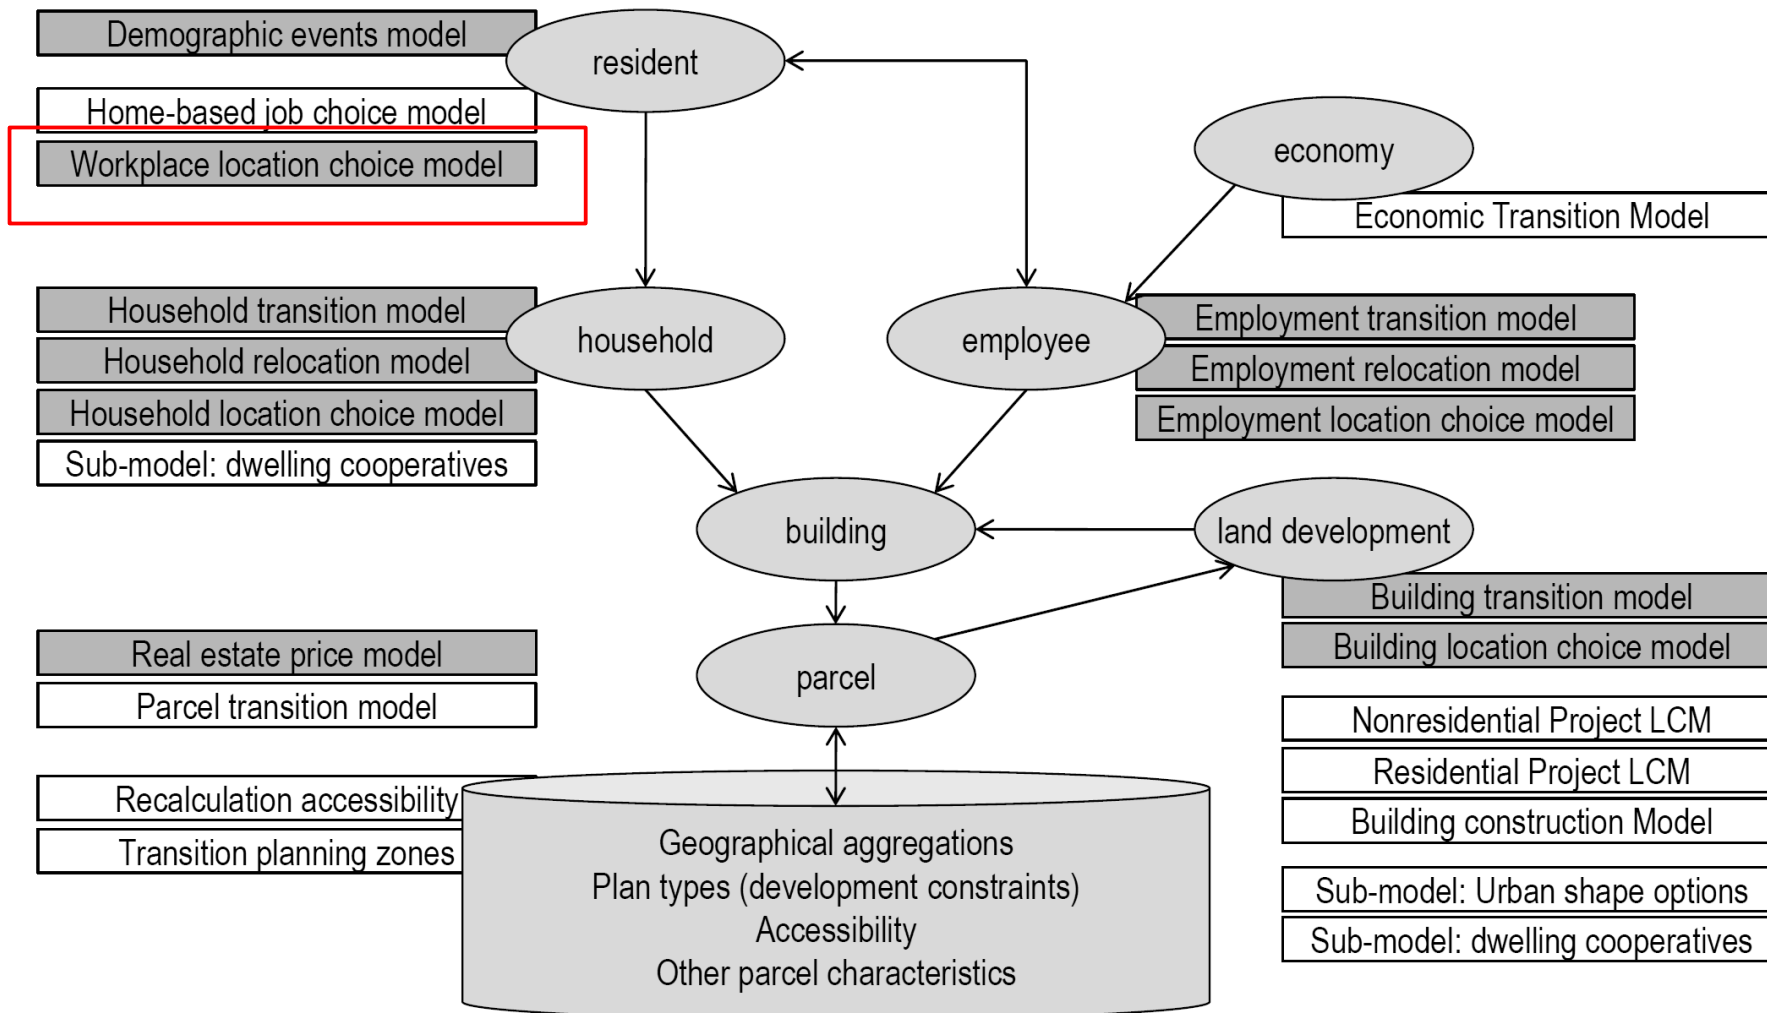 Demographic events model
resident
Home-based job choice model
Workplace location choice model
economy
Economic Transition Model
Household transition model
Household relocation model
Household location choice model
Sub-model: dwelling cooperatives
household
employee
Employment transition model
Employment relocation model
Employment location choice model
building
land development
Building transition model
Building location choice model
Real estate price model
Parcel transition model
parcel
Nonresidential Project LCM
Residential Project LCM
Building construction Model
Recalculation accessibility
Transition planning zones
Geographical aggregations
Plan types (development constraints)
Accessibility
Other parcel characteristics
Sub-model: Urban shape options
Sub-model: dwelling cooperatives